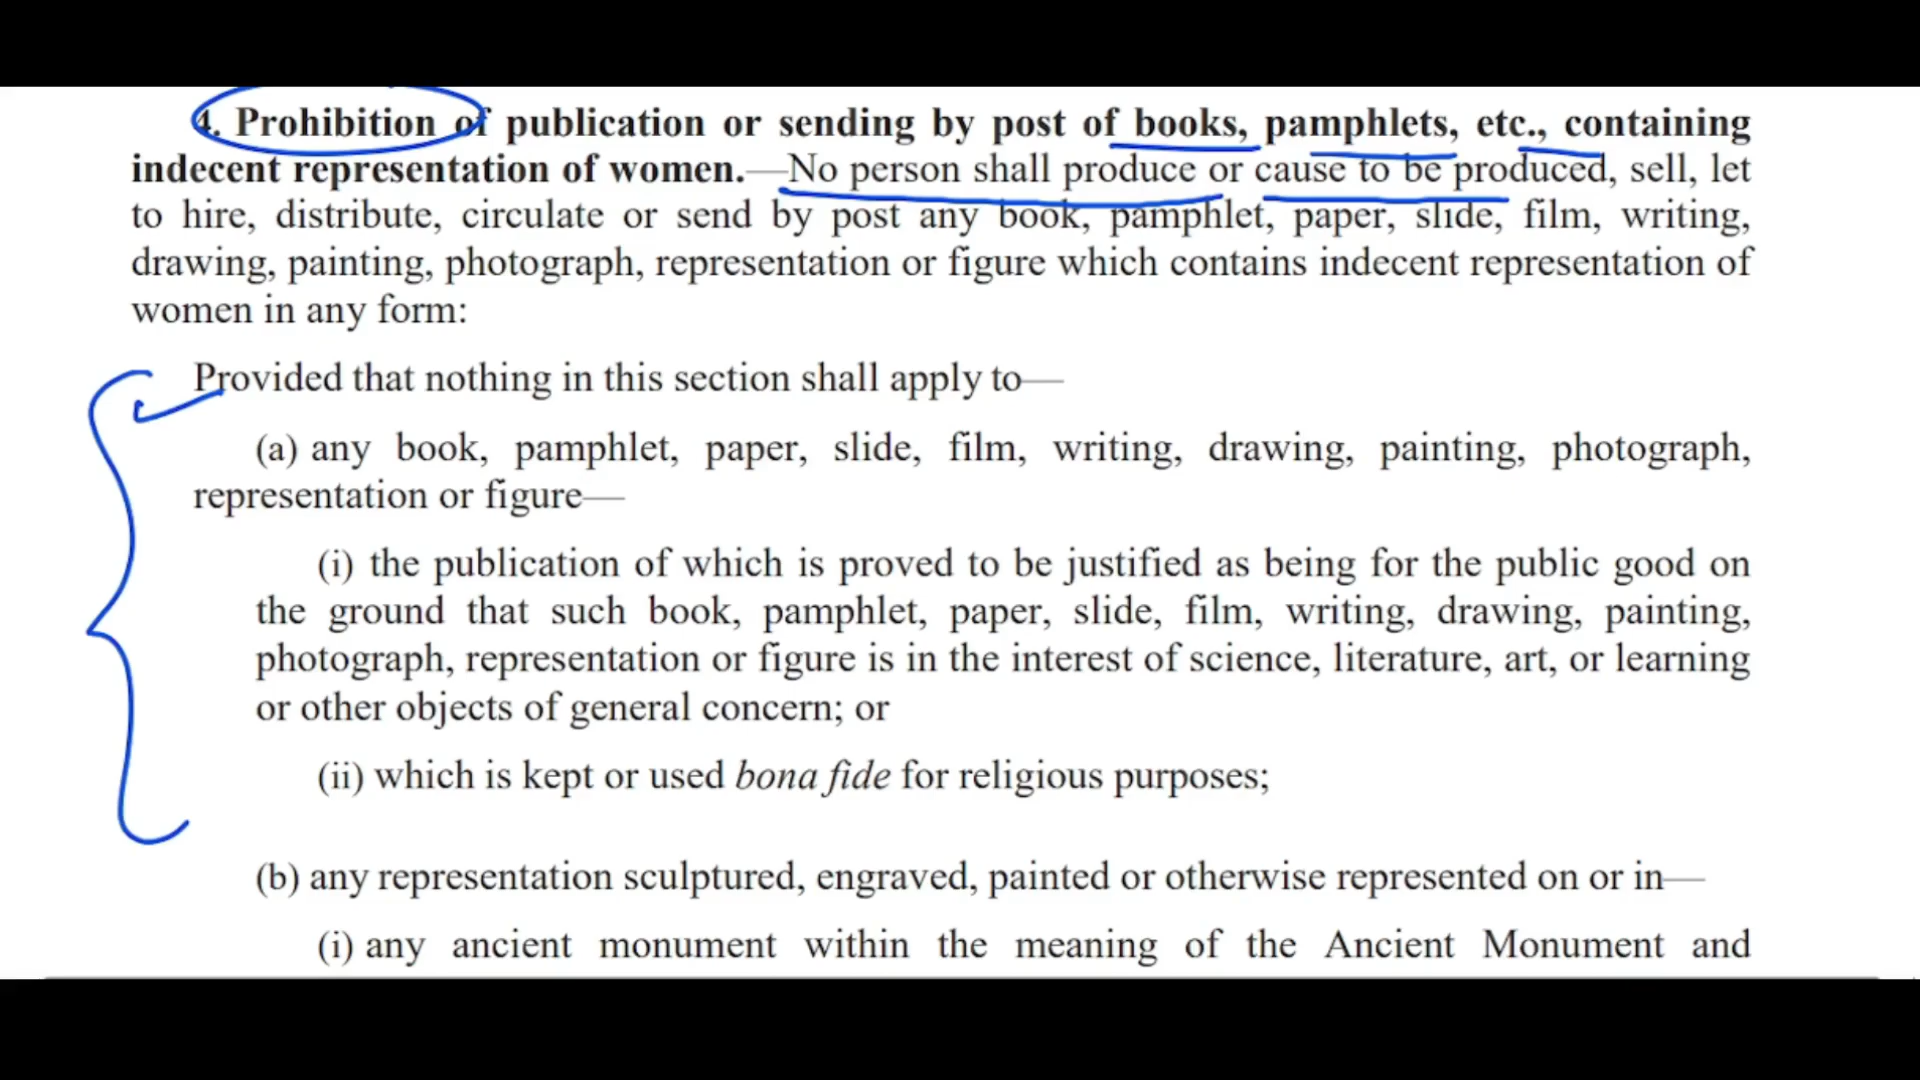 4. Prohibition of publication or sending by post of books, pamphlets, etc., containing
indecent representation of women.—No person shall produce or cause to be produced, sell, let
to hire, distribute, circulate or send by post any book, pamphlet, paper, slide, film, writing,
drawing, painting, photograph, representation or figure which contains indecent representation of
women in any form:
Provided that nothing in this section shall apply to—
(a) any book, pamphlet, paper, slide, film, writing, drawing, painting, photograph,
representation or figure—
(i) the publication of which is proved to be justified as being for the public good on
the ground that such book, pamphlet, paper, slide, film, writing, drawing, painting,
photograph, representation or figure is in the interest of science, literature, art, or learning
or other objects of general concern; or
(ii) which is kept or used bona fide for religious purposes;
(b) any representation sculptured, engraved, painted or otherwise represented on or in—
(i) any ancient monument within the meaning of the Ancient Monument and